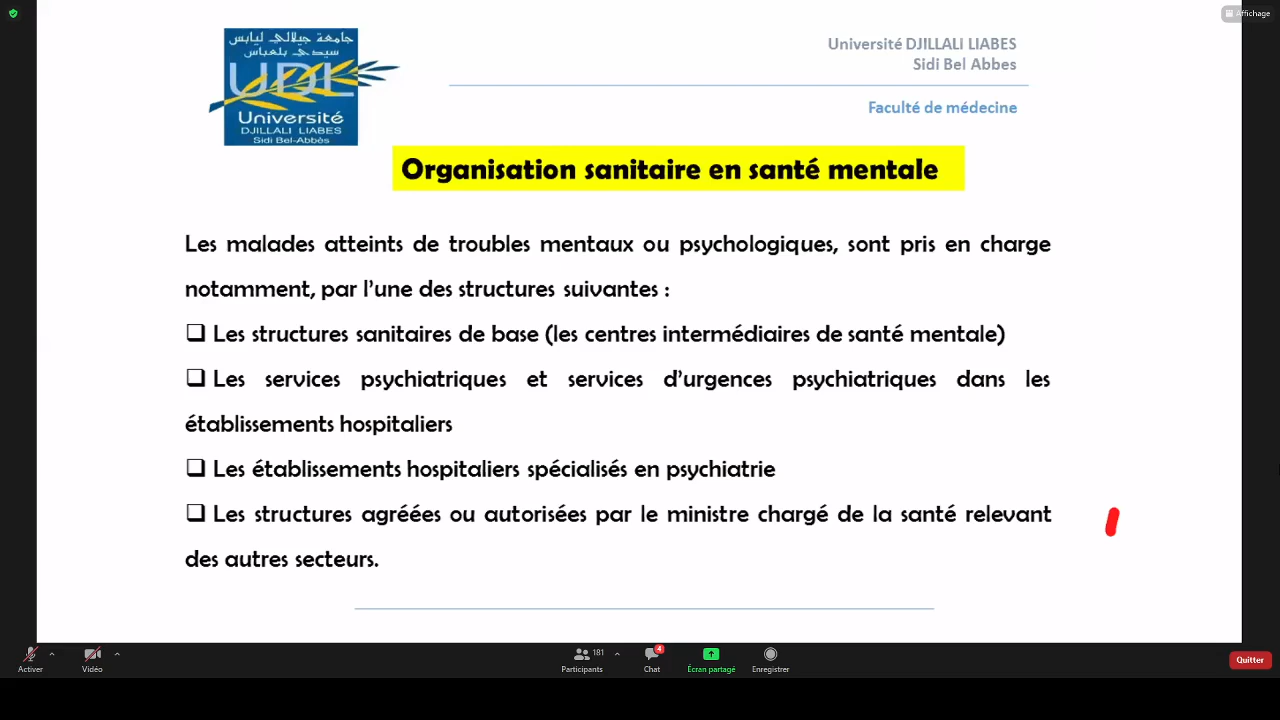 Affichage
جامعة جيلالي ليابس
سيدي بلعباس
UDL
Université
DJILLALI LIABES
Sidi Bel-Abbès
Université DJILLALI LIABES
Sidi Bel Abbes
Faculté de médecine
Organisation sanitaire en santé mentale
Les malades atteints de troubles mentaux ou psychologiques, sont pris en charge
notamment, par l’une des structures suivantes :
❑ Les structures sanitaires de base (les centres intermédiaires de santé mentale)
❑ Les services psychiatriques et services d’urgences psychiatriques dans les
établissements hospitaliers
❑ Les établissements hospitaliers spécialisés en psychiatrie
❑ Les structures agréées ou autorisées par le ministre chargé de la santé relevant
des autres secteurs.
Activer
Vidéo
181
Participants
4
Chat
Écran partagé
Enregistrer
Quitter